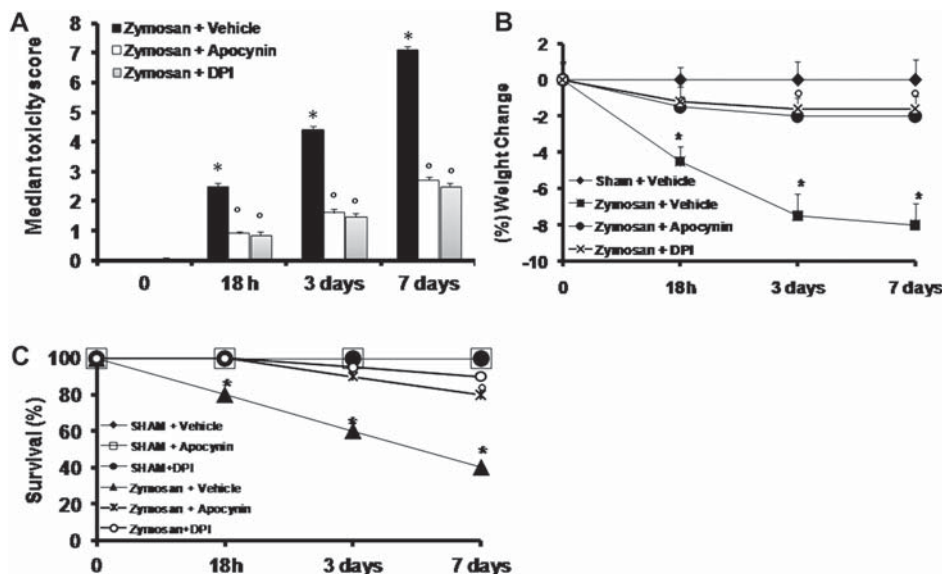 A
Median toxicity score
8
7
6
5
4
3
2
1
0
Zymosan + Vehicle
Zymosan + Apocynin
Zymosan + DPI
*
*
*
° °
° °
° °
0 18 h 3 days 7 days
B
(%) Weight Change
2
0
-2
-4
-6
-8
-10
° °
*
*
*
Sham + Vehicle
Zymosan + Vehicle
Zymosan + Apocynin
Zymosan + DPI
0 18h 3 days 7 days
C
Survival (%)
100
80
60
40
20
0
*
*
*
°
SHAM + Vehicle
SHAM + Apocynin
SHAM+DPI
Zymosan + Vehicle
Zymosan + Apocynin
Zymosan+DPI
0 18h 3 days 7 days